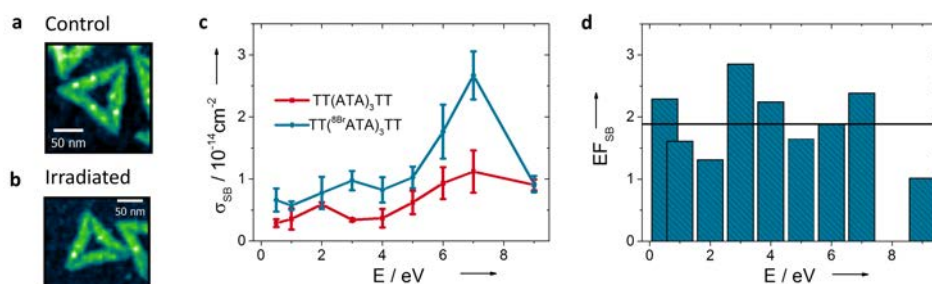 a Control
50 nm
b Irradiated
50 nm
c
σSB / 10⁻¹⁴cm⁻²
3
2
1
0
TT(ATA)₃TT
TT(⁸ᴮʳATA)₃TT
0 2 4 6 8
E / eV
d
EFSB
3
2
1
0
0 2 4 6 8
E / eV